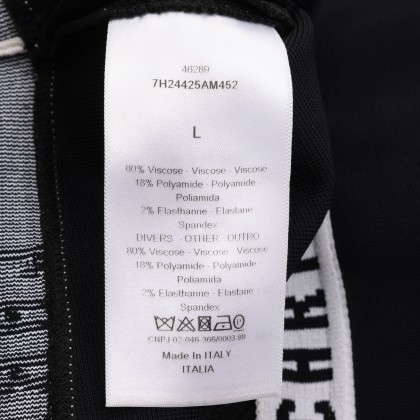 46289
7H24425AM452
L
80% Viscose - Viscose - Viscose
18% Polyamide - Polyamide
Poliamida
2% Elasthanne - Elastane
Spandex
DIVERS - OTHER - OUTRO
80% Viscose - Viscose - Viscose
18% Polyamide - Polyamide
Poliamida
2% Elasthanne - Elastane
Spandex
CNPJ 02.046.366/0003-89
Made In ITALY
ITALIA
CHRI